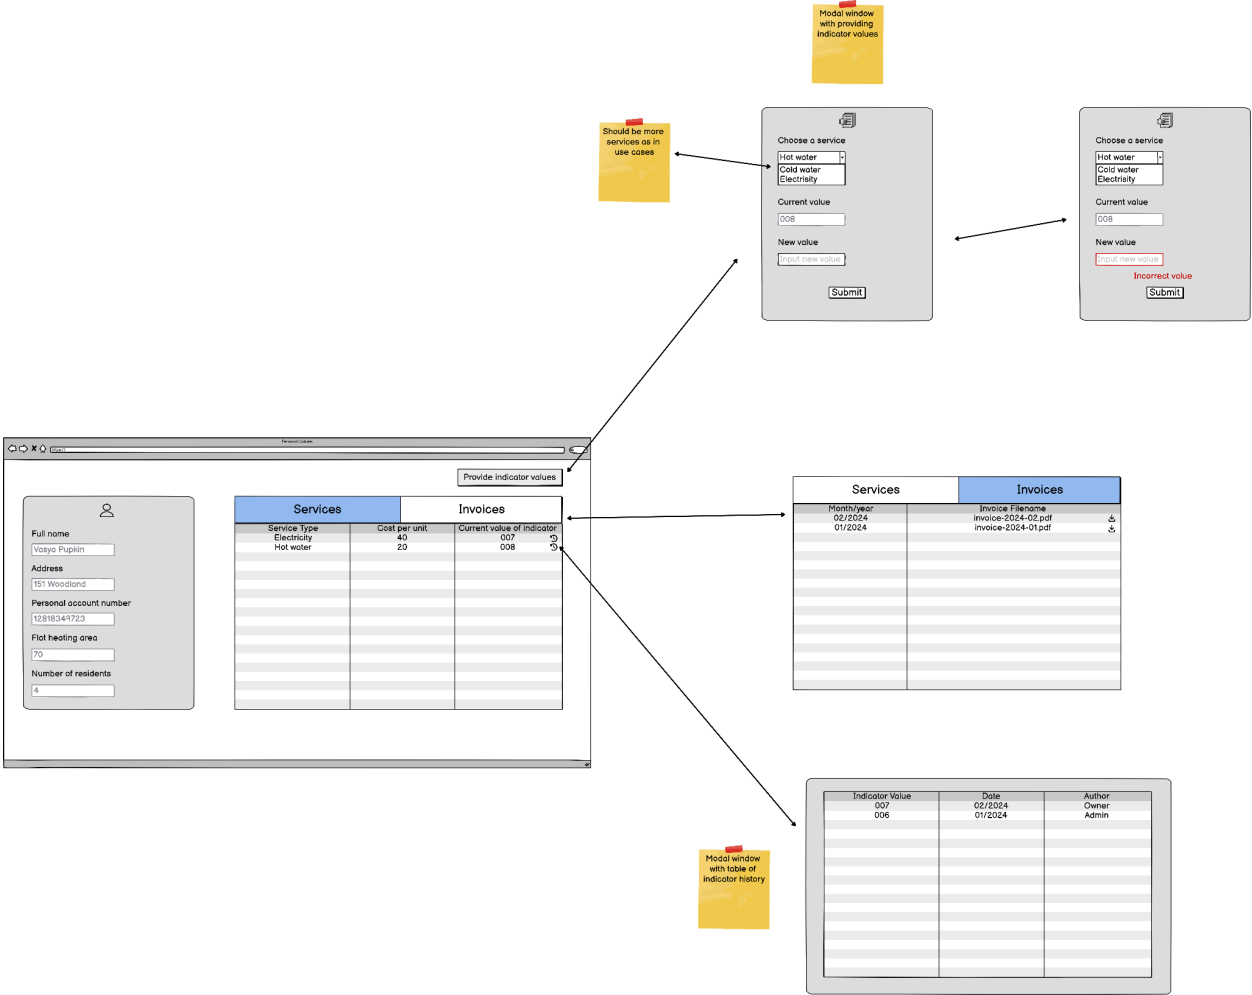 Modal window
with providing
indicator values
Should be more
services as in
use cases
Choose a service
Hot water
Cold water
Electrisity
Current value
008
New value
Input new value
Submit
Choose a service
Hot water
Cold water
Electrisity
Current value
008
New value
Input new value
Incorrect value
Submit
Provide indicator values
Full name
Vasya Pupkin
Address
151 Woodland
Personal account number
12818349723
Flat heating area
70
Number of residents
4
Services Invoices
Service Type Cost per unit Current value of indicator
Electricity 40 007
Hot water 20 008
Services Invoices
Month/year Invoice Filename
02/2024 invoice-2024-02.pdf
01/2024 invoice-2024-01.pdf
Modal window
with table of
indicator history
Indicator Value Date Author
007 02/2024 Owner
006 01/2024 Admin